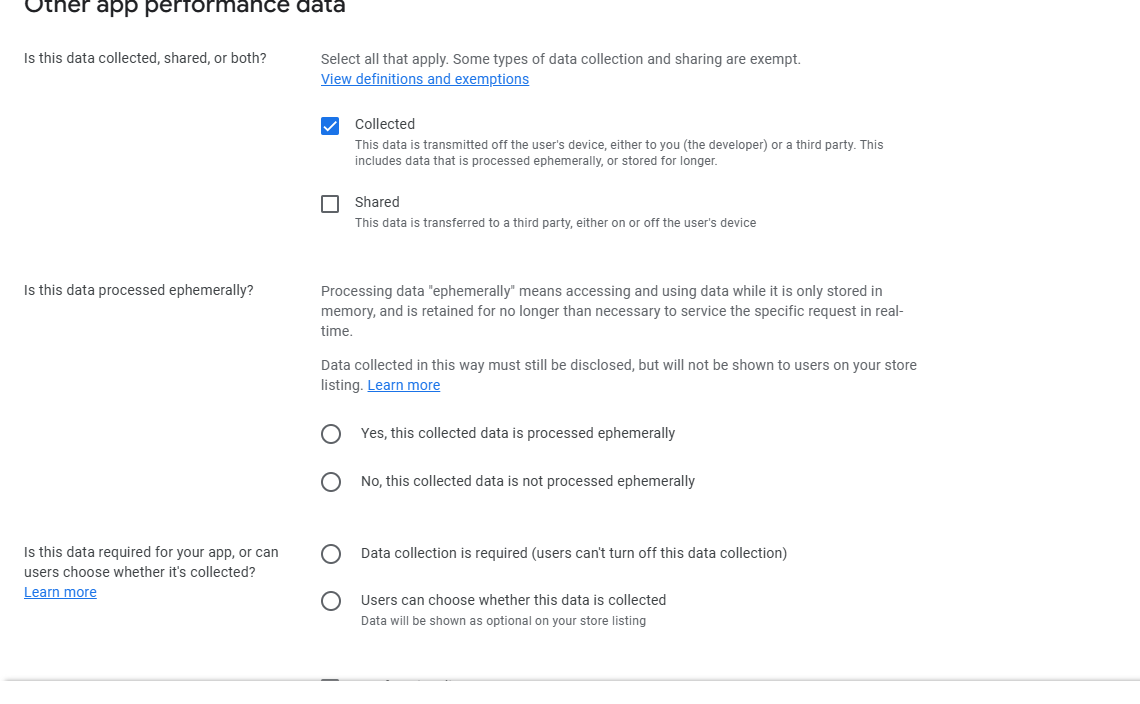 Other app performance data
Is this data collected, shared, or both?
Select all that apply. Some types of data collection and sharing are exempt.
View definitions and exemptions
Collected
This data is transmitted off the user's device, either to you (the developer) or a third party. This
includes data that is processed ephemerally, or stored for longer.
Shared
This data is transferred to a third party, either on or off the user's device
Is this data processed ephemerally?
Processing data "ephemerally" means accessing and using data while it is only stored in
memory, and is retained for no longer than necessary to service the specific request in real-
time.
Data collected in this way must still be disclosed, but will not be shown to users on your store
listing. Learn more
Yes, this collected data is processed ephemerally
No, this collected data is not processed ephemerally
Is this data required for your app, or can
users choose whether it's collected?
Learn more
Data collection is required (users can't turn off this data collection)
Users can choose whether this data is collected
Data will be shown as optional on your store listing